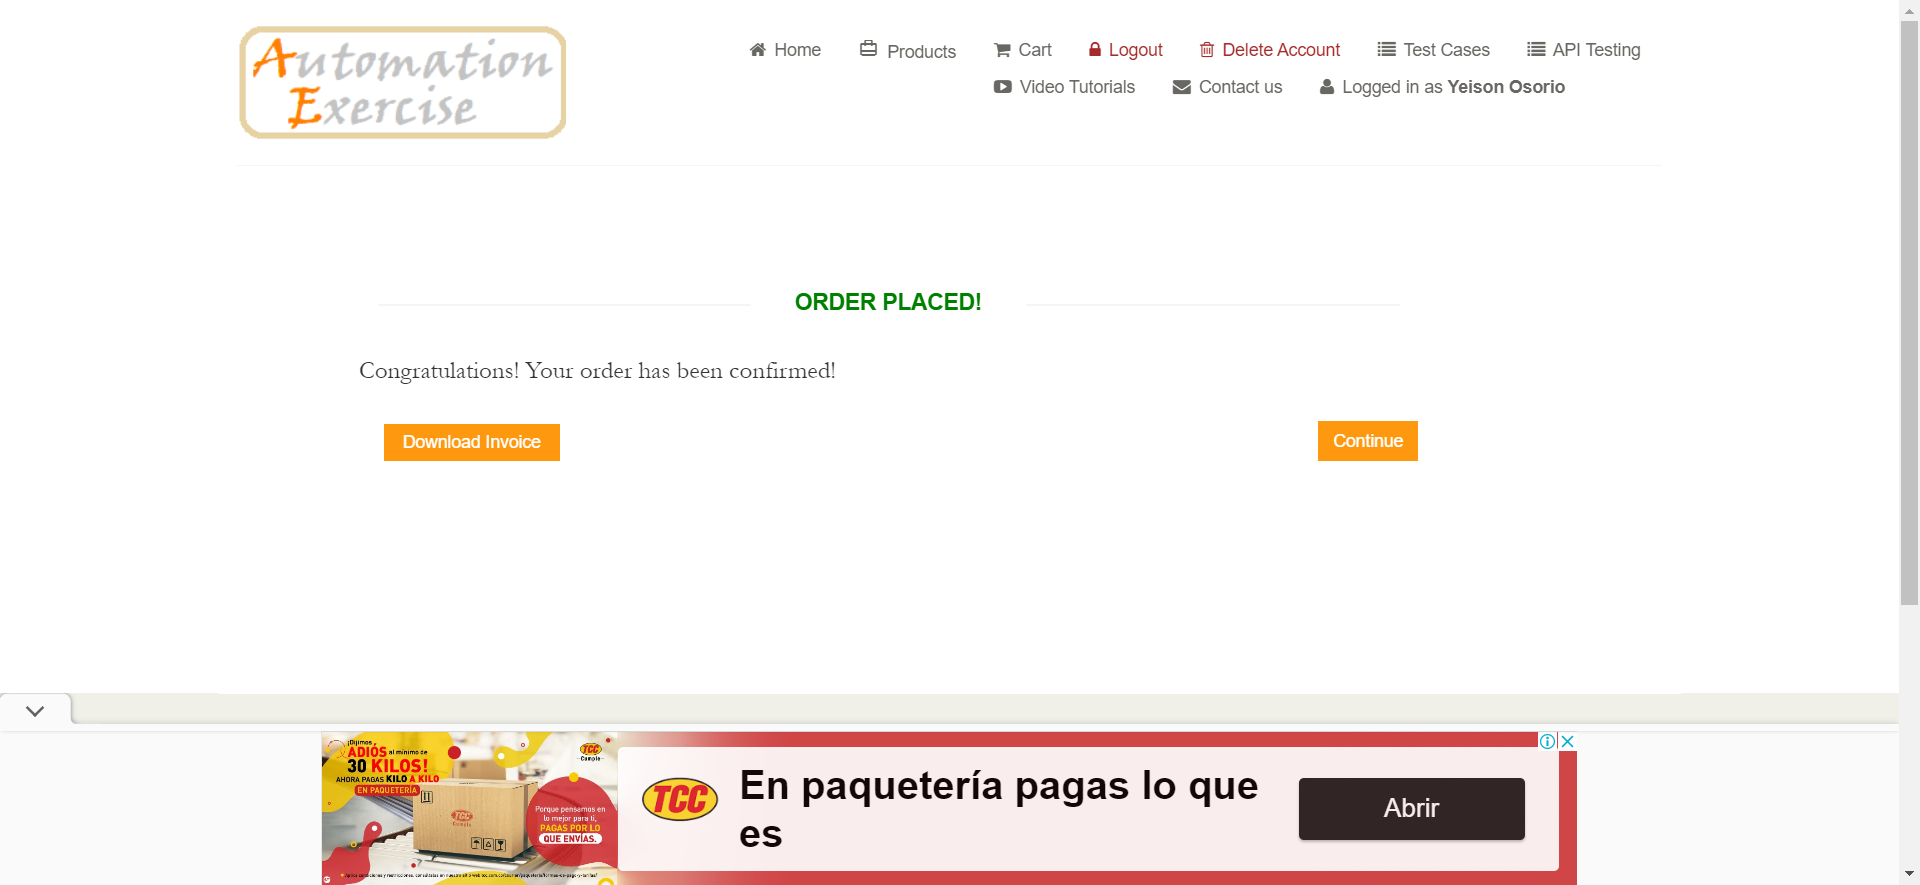 Automation
Exercise
Home
Products
Cart
Logout
Delete Account
Test Cases
API Testing
Video Tutorials
Contact us
Logged in as Yeison Osorio
ORDER PLACED!
Congratulations! Your order has been confirmed!
Download Invoice
Continue
¡Dijimos
ADIÓS al mínimo de
30 KILOS!
AHORA PAGAS KILO A KILO
EN PAQUETERÍA
TCC
Cumple
TCC
Cumple
Porque pensamos en
lo mejor para ti,
PAGAS POR LO
QUE ENVÍAS.
TCC
En paquetería pagas lo que
es
Abrir